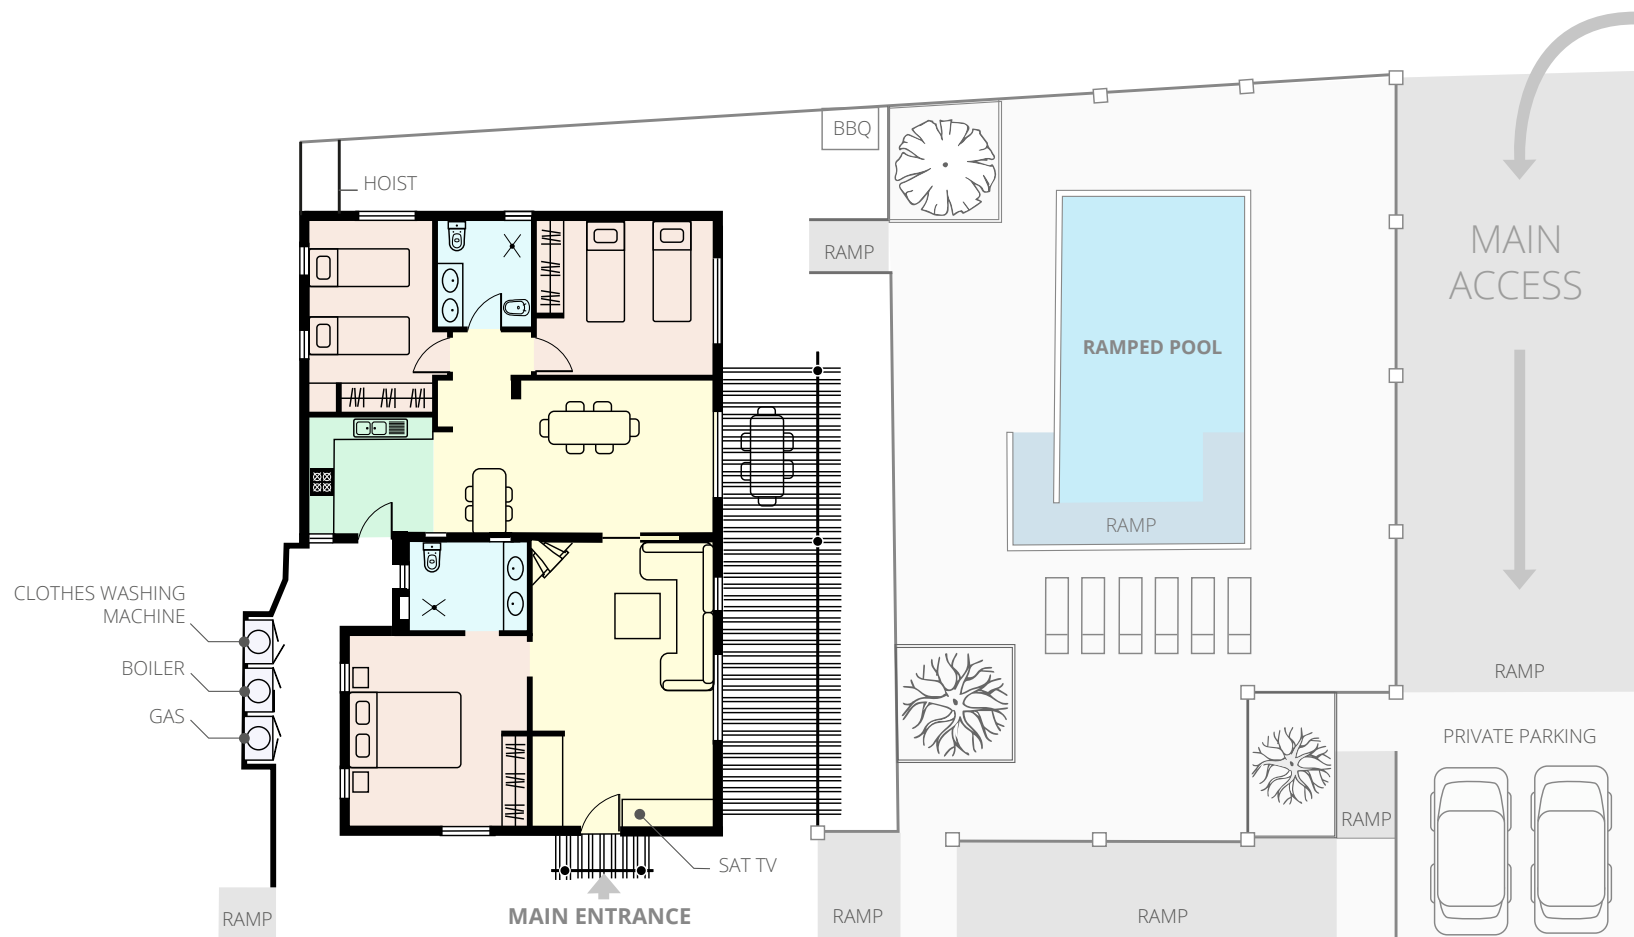 BBQ
HOIST
RAMP
MAIN
ACCESS
RAMPED POOL
RAMP
CLOTHES WASHING
MACHINE
BOILER
GAS
RAMP
PRIVATE PARKING
RAMP
SAT TV
MAIN ENTRANCE
RAMP
RAMP
RAMP